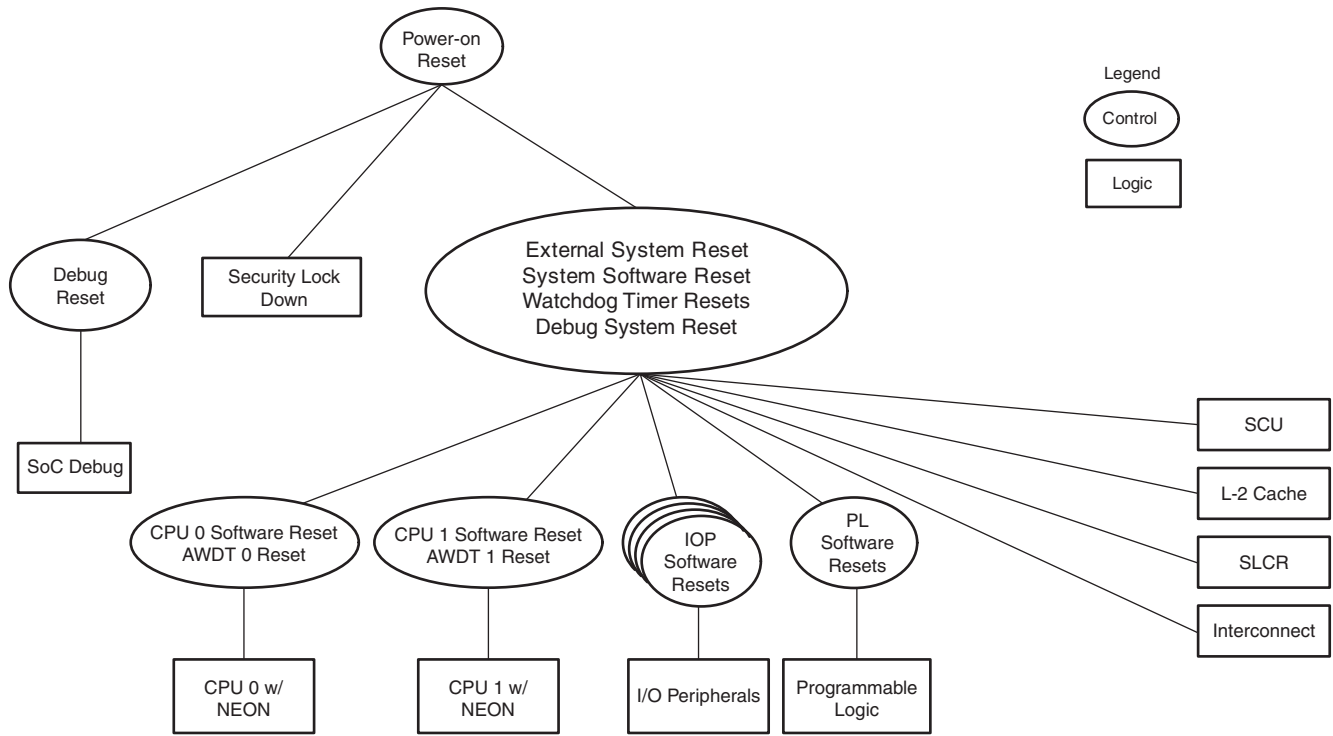 Power-on
Reset
Legend
Control
Logic
Debug
Reset
Security Lock
Down
External System Reset
System Software Reset
Watchdog Timer Resets
Debug System Reset
SoC Debug
SCU
L-2 Cache
SLCR
Interconnect
CPU 0 Software Reset
AWDT 0 Reset
CPU 1 Software Reset
AWDT 1 Reset
IOP
Software
Resets
PL
Software
Resets
CPU 0 w/
NEON
CPU 1 w/
NEON
I/O Peripherals
Programmable
Logic